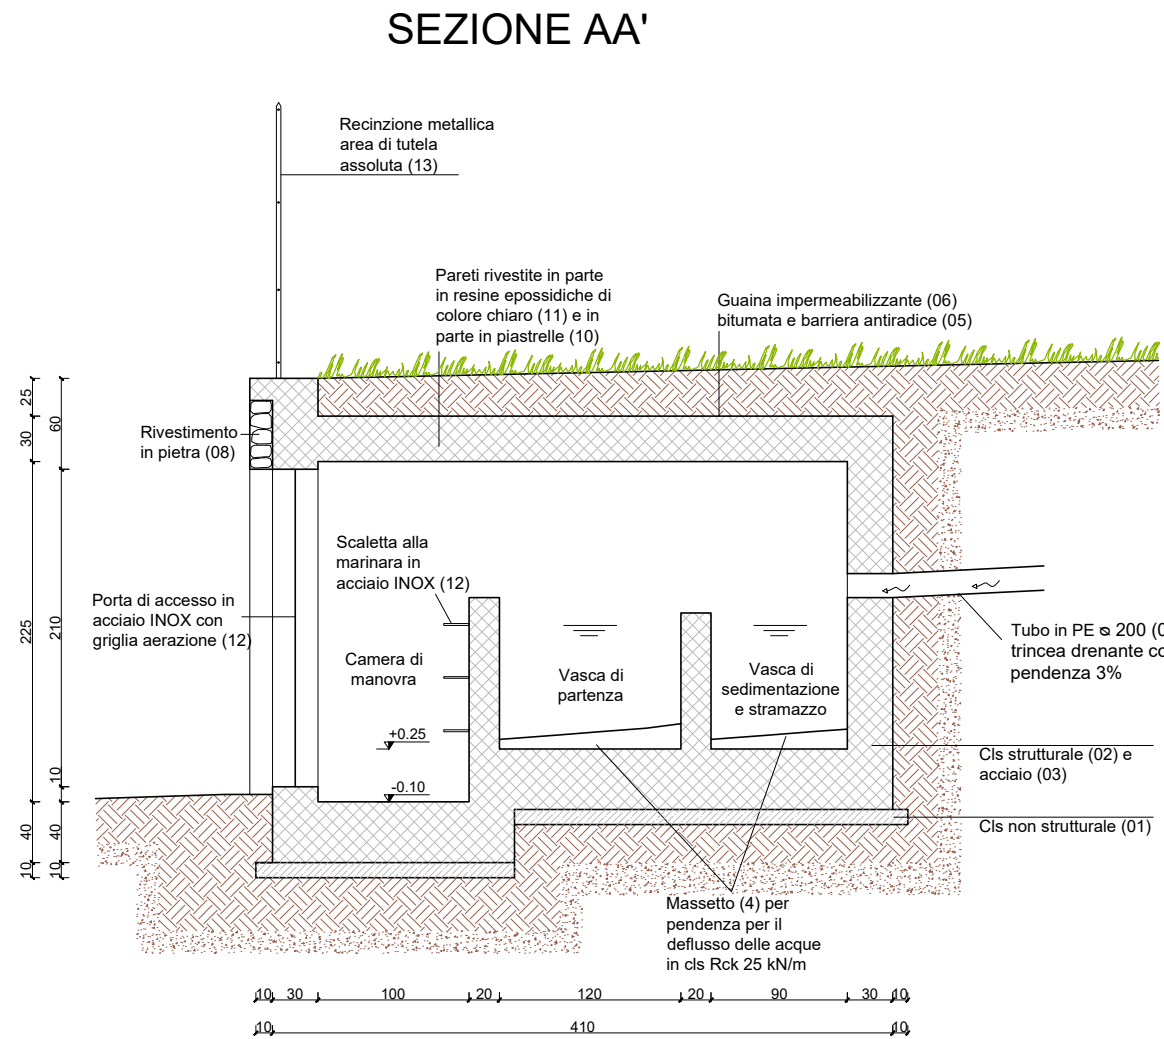 SEZIONE AA'
Recinzione metallica
area di tutela
assoluta (13)
Pareti rivestite in parte
in resine epossidiche di
colore chiaro (11) e in
parte in piastrelle (10)
Guaina impermeabilizzante (06)
bitumata e barriera antiradice (05)
Rivestimento
in pietra (08)
Scaletta alla
marinara in
acciaio INOX (12)
Porta di accesso in
acciaio INOX con
griglia aerazione (12)
Camera di
manovra
Vasca di
partenza
Vasca di
sedimentazione
e stramazzo
Tubo in PE ⌀ 200 (0
trincea drenante co
pendenza 3%
+0.25
-0.10
Cls strutturale (02) e
acciaio (03)
Cls non strutturale (01)
Massetto (4) per
pendenza per il
deflusso delle acque
in cls Rck 25 kN/m
25
30
225
40
10
60
210
10
40
10
10 30 100 20 120 20 90 30 10
10 410 10